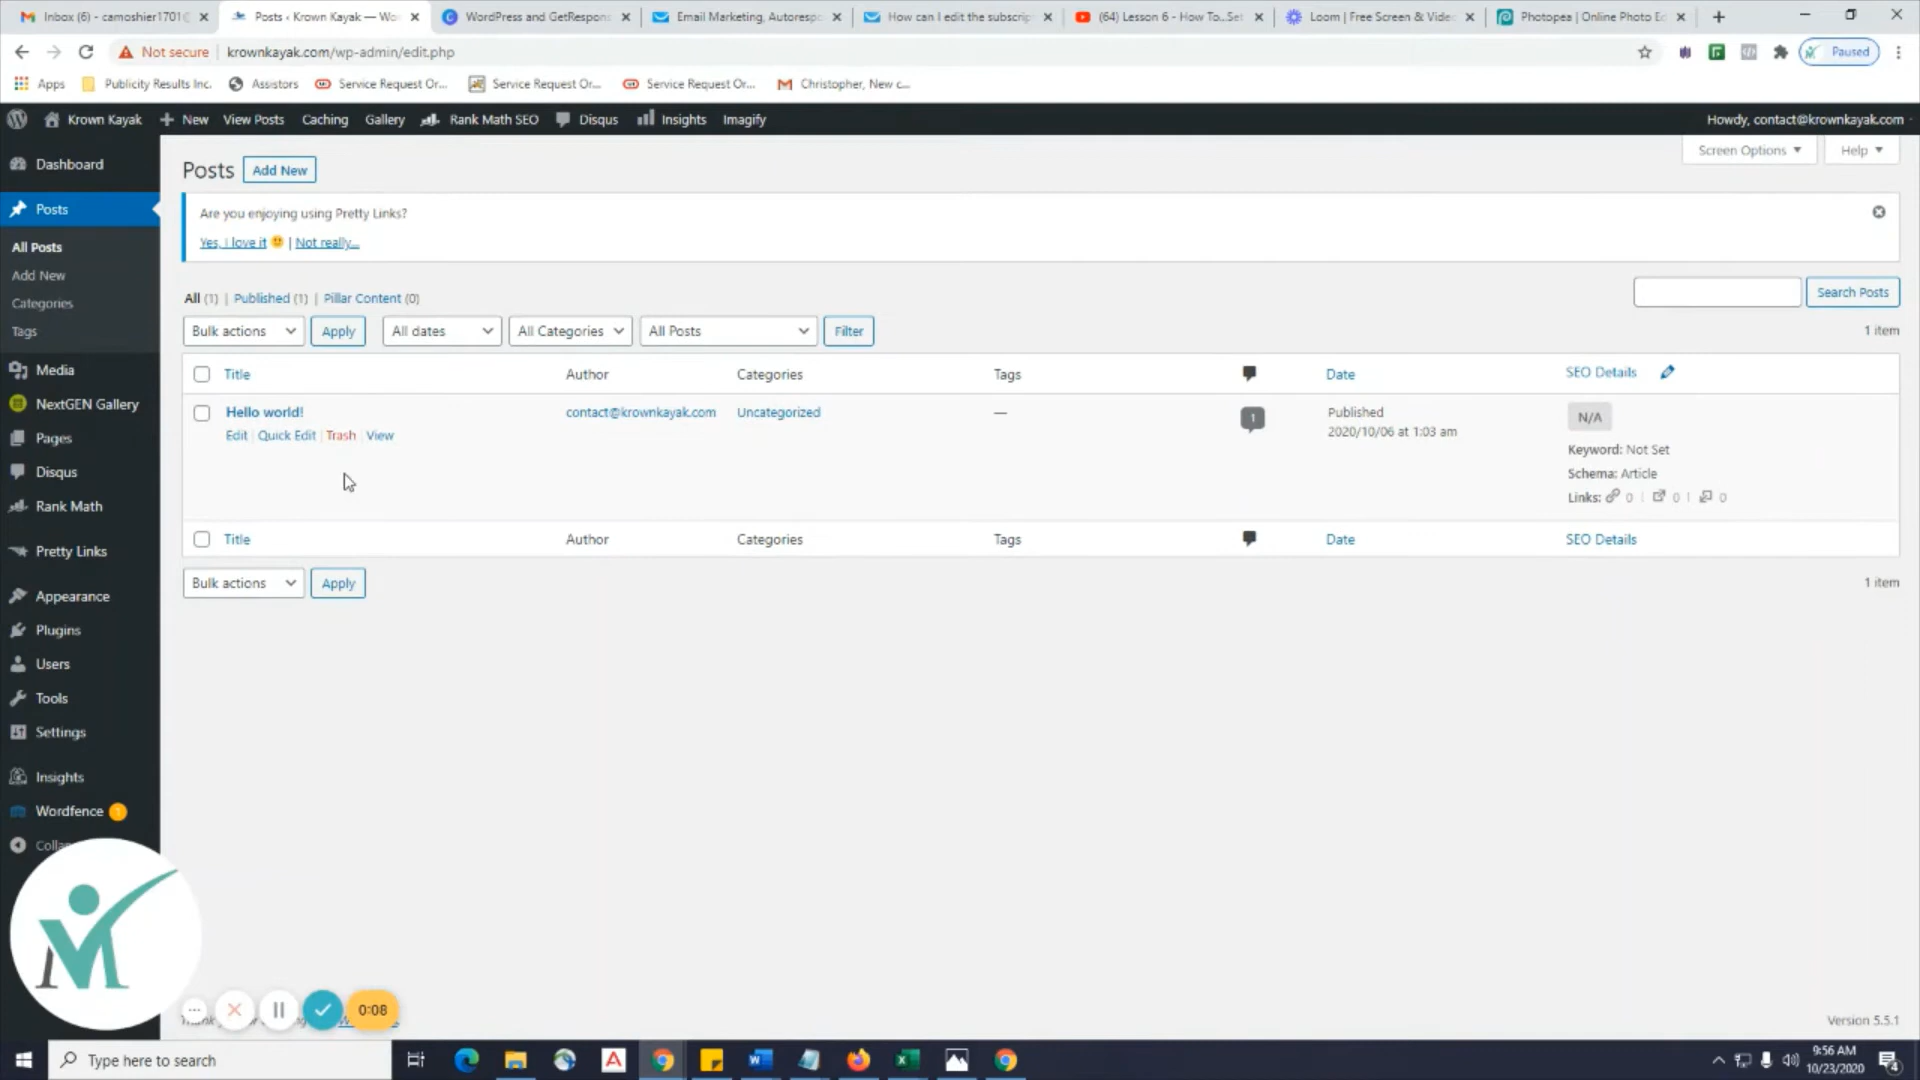 Inbox (6) - camoshier1701@
Posts ‹ Krown Kayak — Wo
WordPress and GetRespon
Email Marketing, Autoresp
How can I edit the subscrip
(64) Lesson 6 - How To...Set
Loom | Free Screen & Vide
Photopea | Online Photo Ed
Not secure
krownkayak.com/wp-admin/edit.php
Paused
Apps
Publicity Results Inc.
Assistors
Service Request Or...
Service Request Or...
Service Request Or...
Christopher, New c...
Krown Kayak
New
View Posts
Caching
Gallery
Rank Math SEO
Disqus
Insights
Imagify
Howdy, contact@krownkayak.com
Dashboard
Posts
All Posts
Add New
Categories
Tags
Media
NextGEN Gallery
Pages
Disqus
Rank Math
Pretty Links
Appearance
Plugins
Users
Tools
Settings
Insights
Wordfence 1
Posts
Add New
Screen Options
Help
Are you enjoying using Pretty Links?
Yes, I love it | Not really...
All (1) | Published (1) | Pillar Content (0)
Search Posts
Bulk actions
Apply
All dates
All Categories
All Posts
Filter
1 item
Title
Author
Categories
Tags
Date
SEO Details
Hello world!
contact@krownkayak.com
Uncategorized
—
1
Published
2020/10/06 at 1:03 am
N/A
Edit | Quick Edit | Trash | View
Keyword: Not Set
Schema: Article
Links: 0 | 0 | 0
Title
Author
Categories
Tags
Date
SEO Details
Bulk actions
Apply
1 item
0:08
Version 5.5.1
Type here to search
9:56 AM
10/23/2020
4